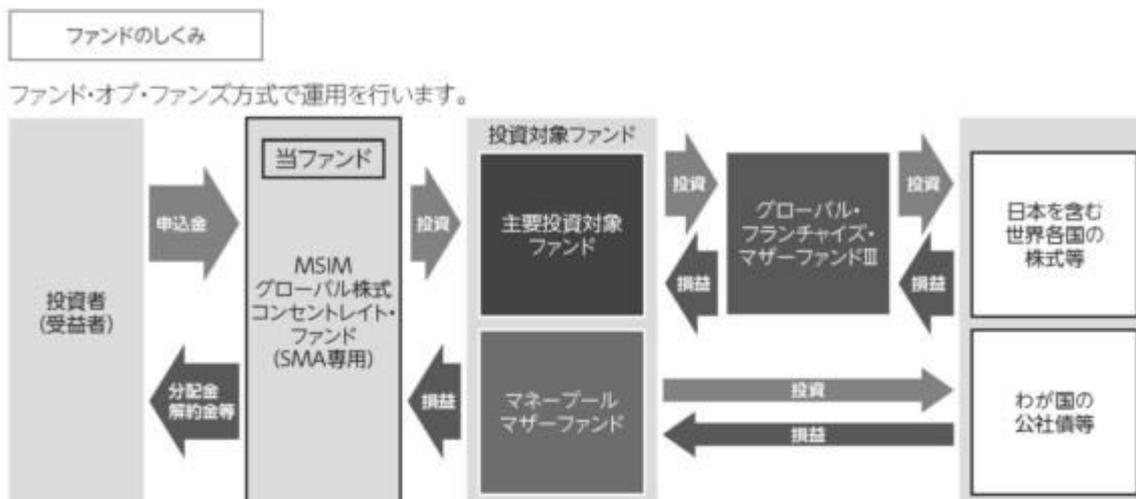 ファンドのしくみ
ファンド・オブ・ファンズ方式で運用を行います。
投資者
(受益者)
申込金
分配金
解約金等
当ファンド
MSIM
グローバル株式
コンセントレイト・
ファンド
(SMA専用)
投資
損益
投資対象ファンド
主要投資対象
ファンド
マネープール
マザーファンド
投資
損益
グローバル・
フランチャイズ・
マザーファンドⅢ
投資
損益
投資
損益
日本を含む
世界各国の
株式等
わが国の
公社債等